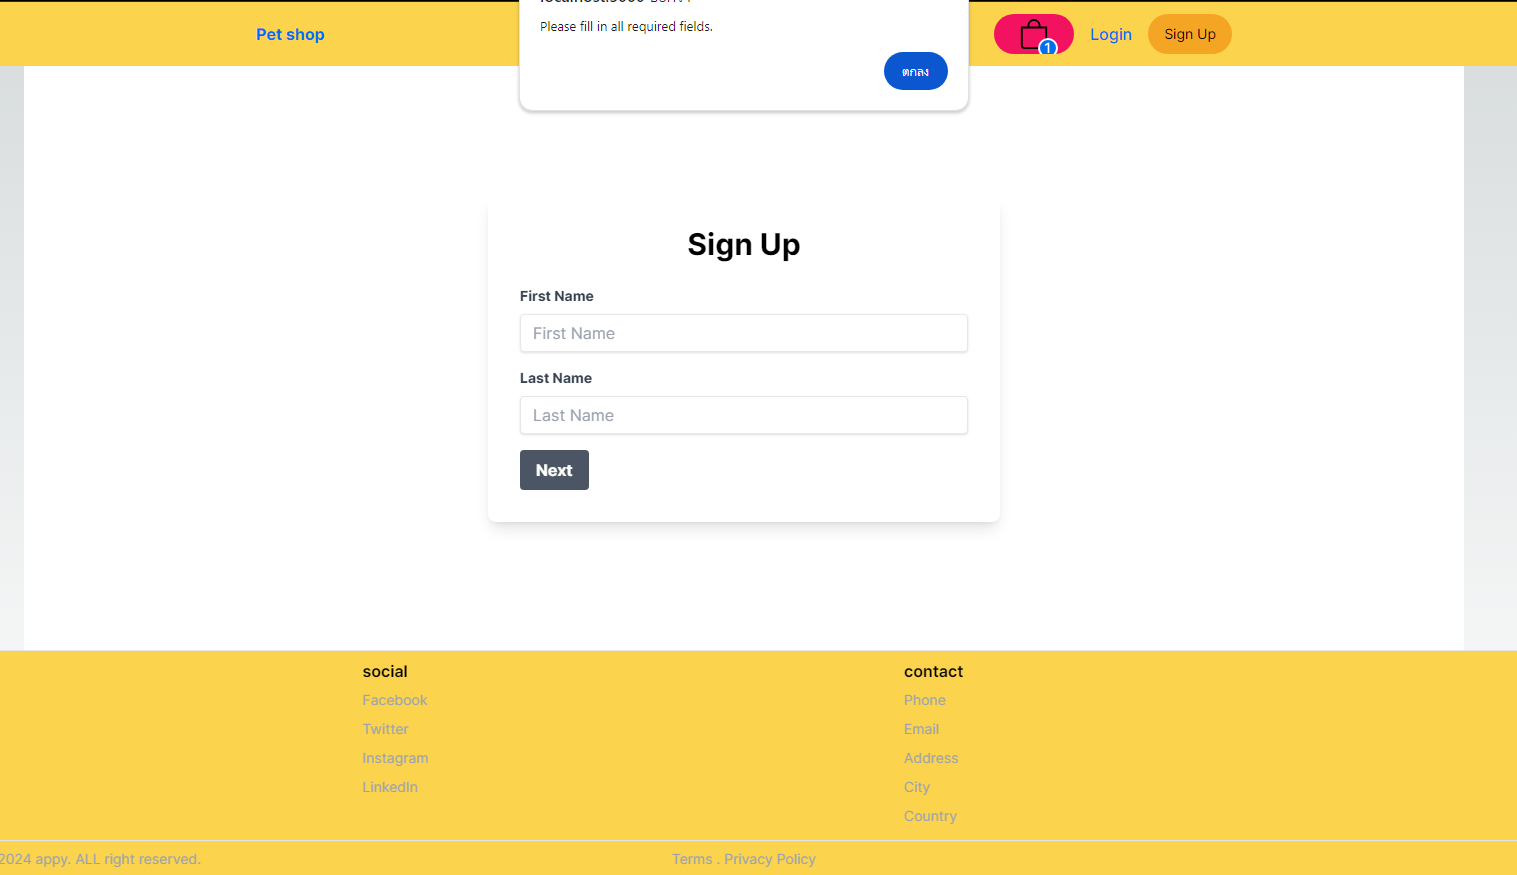 Please fill in all required fields.
ตกลง
Pet shop
1
Login
Sign Up
Sign Up
First Name
First Name
Last Name
Last Name
Next
social
Facebook
Twitter
Instagram
LinkedIn
contact
Phone
Email
Address
City
Country
2024 appy. ALL right reserved.
Terms . Privacy Policy